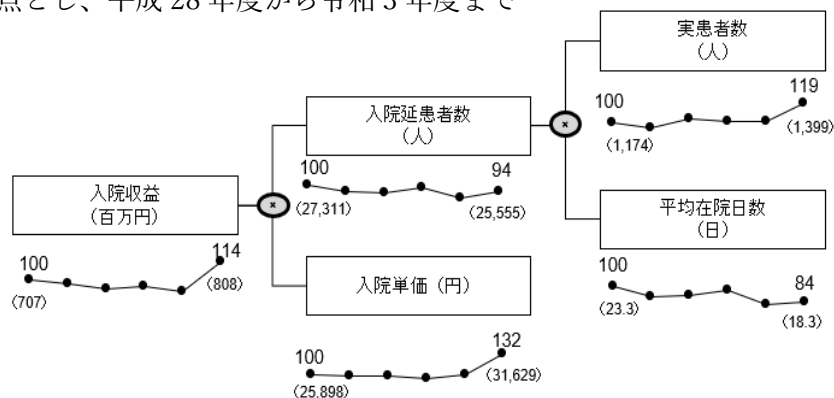 点とし、平成 28 年度から令和 3 年度まで
実患者数
（人）
100
119
（1,174）
（1,399）
入院延患者数
（人）
×
100
94
（27,311）
（25,555）
入院収益
（百万円）
×
100
114
（707）
（808）
平均在院日数
（日）
100
84
（23.3）
（18.3）
入院単価（円）
100
132
（25.898）
（31,629）